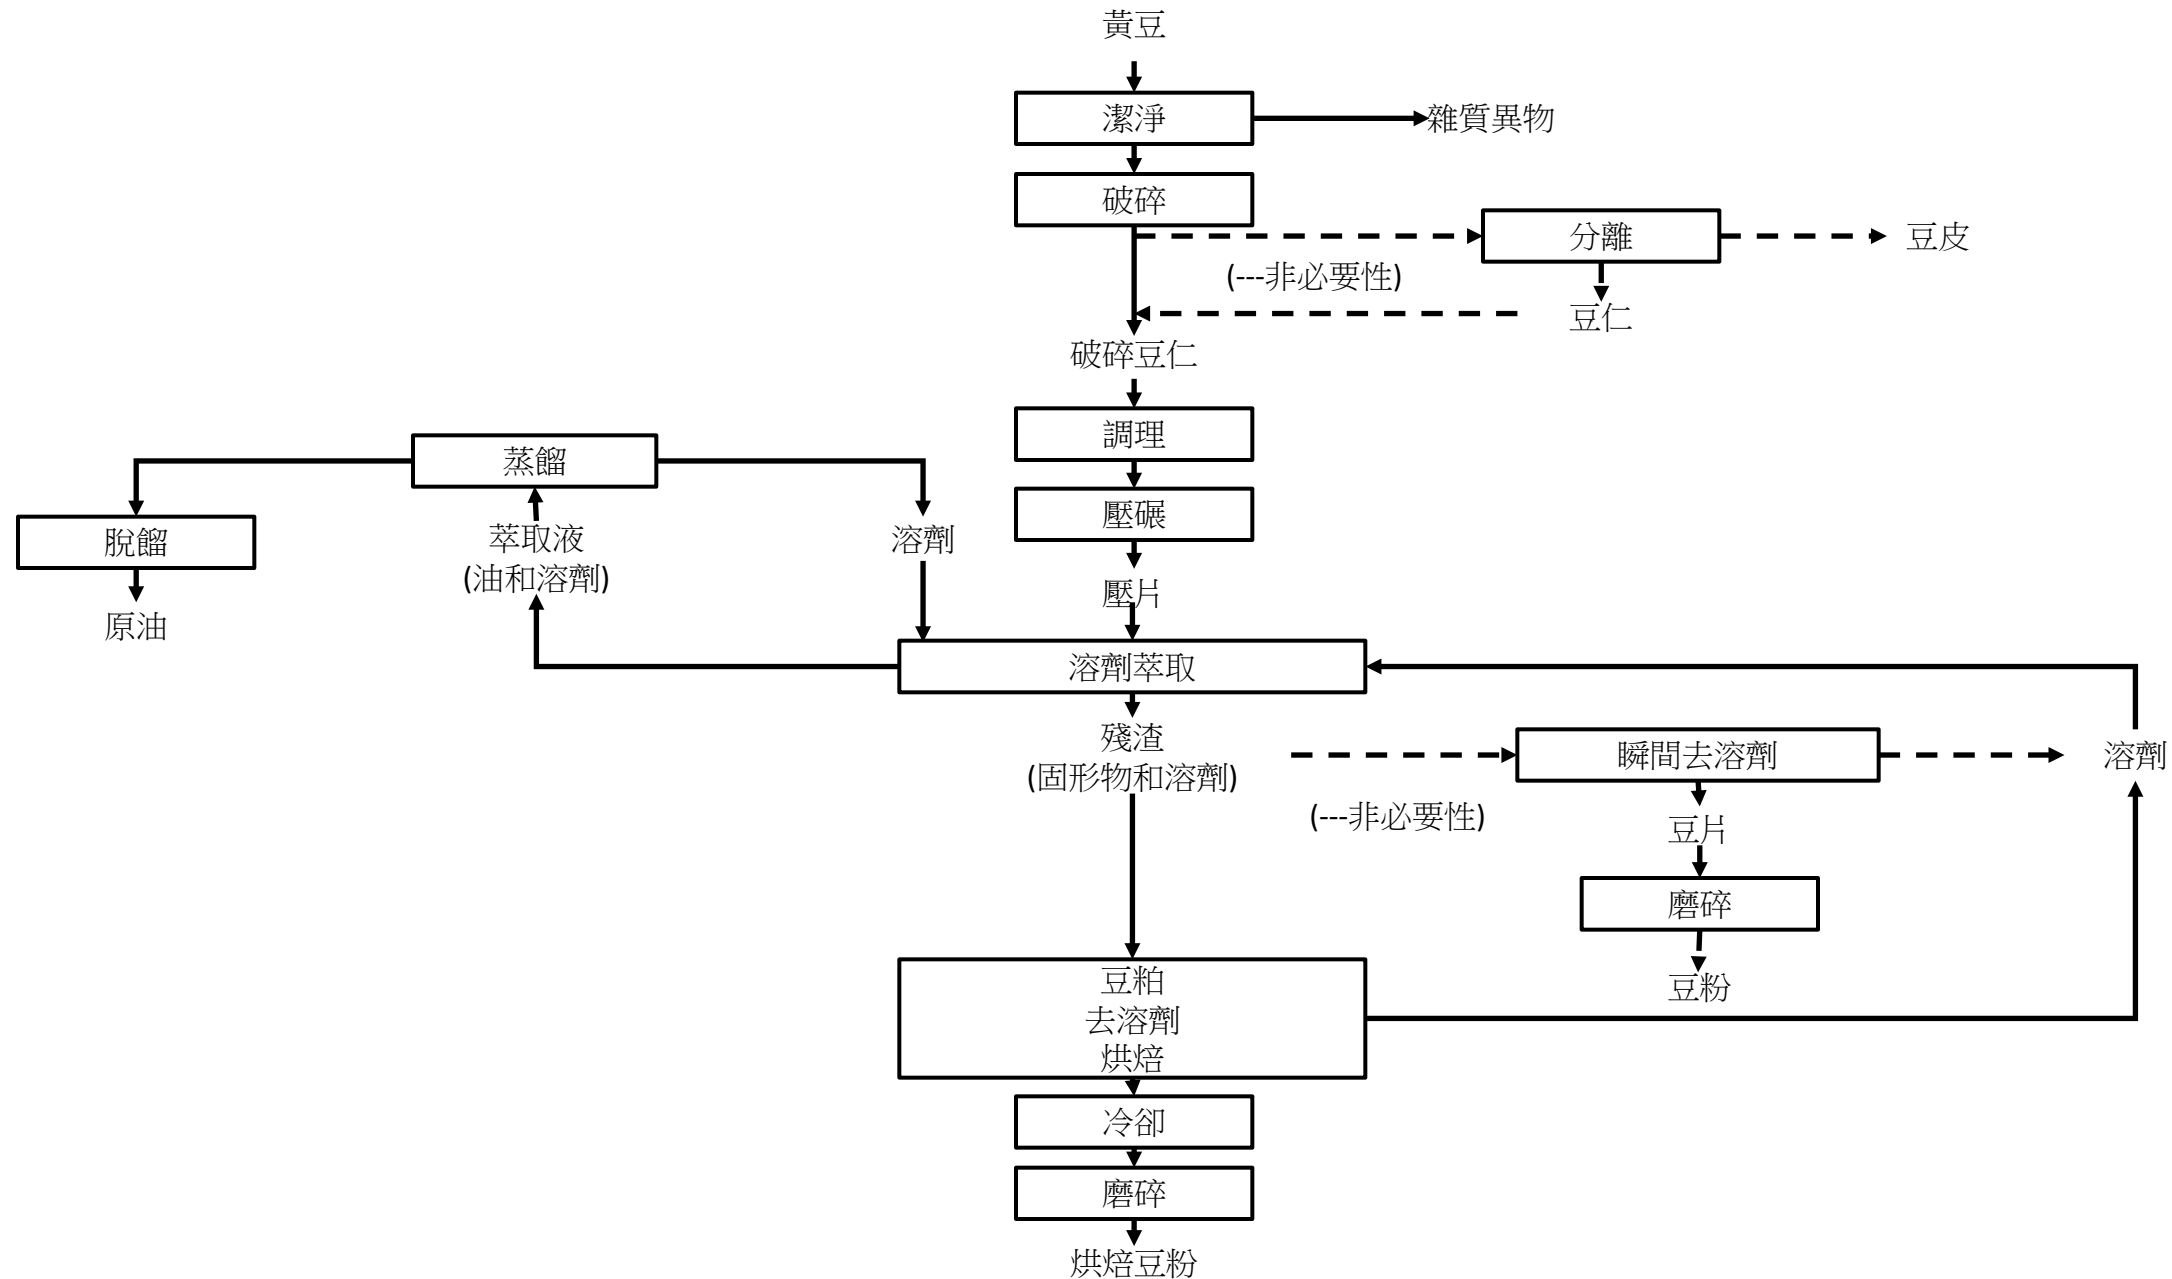 黃豆
潔淨
雜質異物
破碎
分離
豆皮
(---非必要性)
豆仁
破碎豆仁
調理
蒸餾
壓碾
脫餾
萃取液
(油和溶劑)
溶劑
壓片
原油
溶劑萃取
殘渣
(固形物和溶劑)
瞬間去溶劑
溶劑
(---非必要性)
豆片
磨碎
豆粉
豆粕
去溶劑
烘焙
冷卻
磨碎
烘焙豆粉